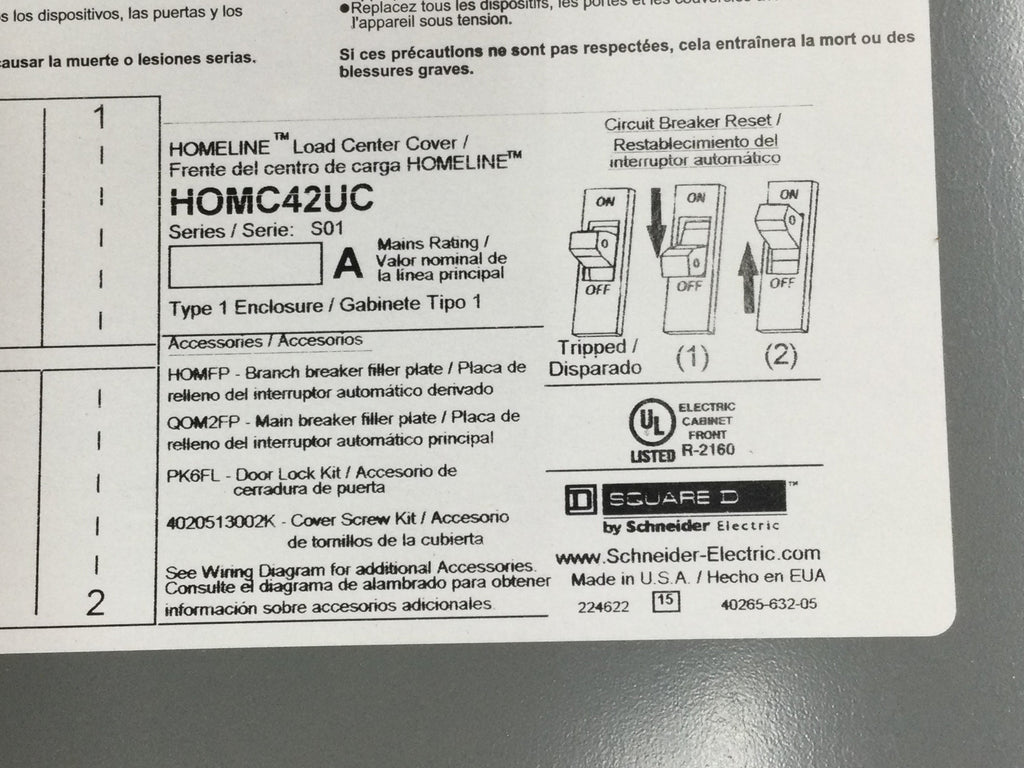 s los dispositivos, las puertas y los
ausar la muerte o lesiones serias.
●Replacez tous les dispositifs, les portes et les
l'appareil sous tension.
Si ces précautions ne sont pas respectées, cela entraînera la mort ou des
blessures graves.
1
2
HOMELINE™ Load Center Cover /
Frente del centro de carga HOMELINE™
HOMC42UC
Series / Serie: S01
A
Mains Rating /
Valor nominal de
la línea principal
Type 1 Enclosure / Gabinete Tipo 1
Accessories / Accesorios
HOMFP - Branch breaker filler plate / Placa de
relleno del interruptor automático derivado
QOM2FP - Main breaker filler plate / Placa de
relleno del interruptor automático principal
PK6FL - Door Lock Kit / Accesorio de
cerradura de puerta
4020513002K - Cover Screw Kit / Accesorio
de tornillos de la cubierta
See Wiring Diagram for additional Accessories.
Consulte el diagrama de alambrado para obtener
información sobre accesorios adicionales.
Circuit Breaker Reset /
Restablecimiento del
interruptor automático
ON
OFF
ON
OFF
ON
OFF
Tripped /
Disparado
(1)
(2)
UL
LISTED
ELECTRIC
CABINET
FRONT
R-2160
D SQUARE D™
by Schneider Electric
www.Schneider-Electric.com
Made in U.S.A. / Hecho en EUA
224622 15 40265-632-05